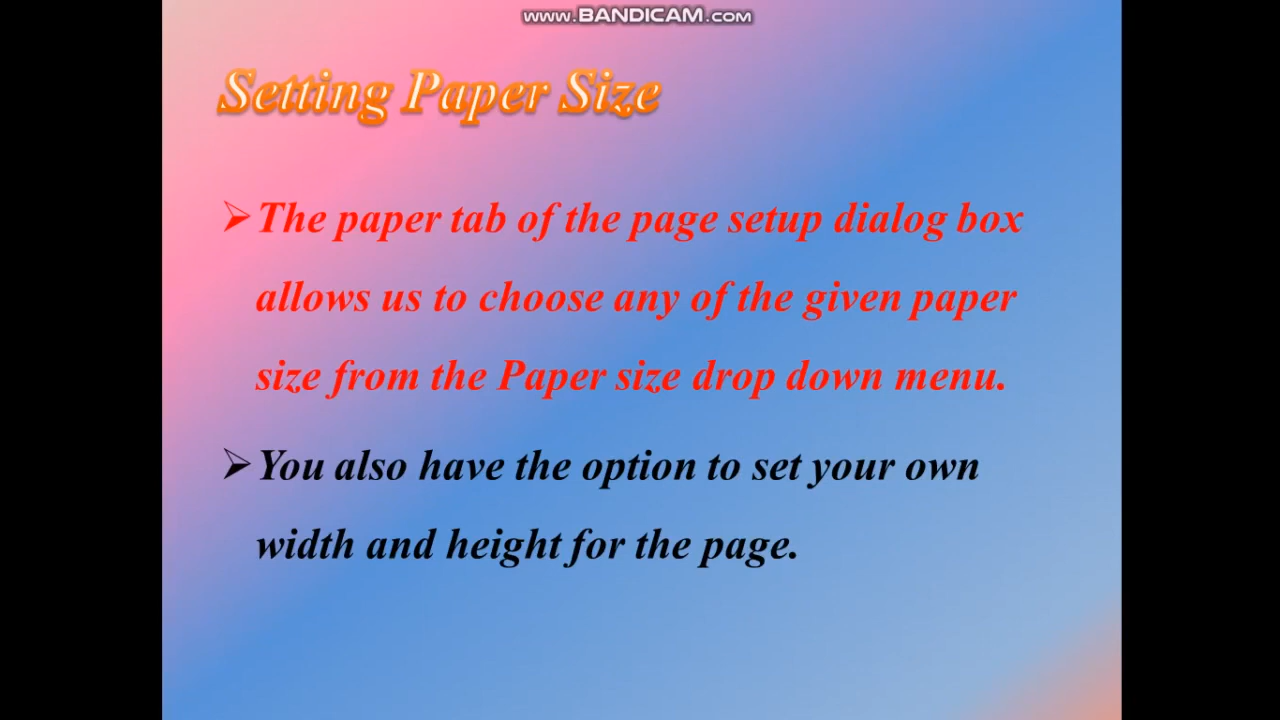 www.BANDICAM.com
Setting Paper Size
The paper tab of the page setup dialog box
allows us to choose any of the given paper
size from the Paper size drop down menu.
You also have the option to set your own
width and height for the page.